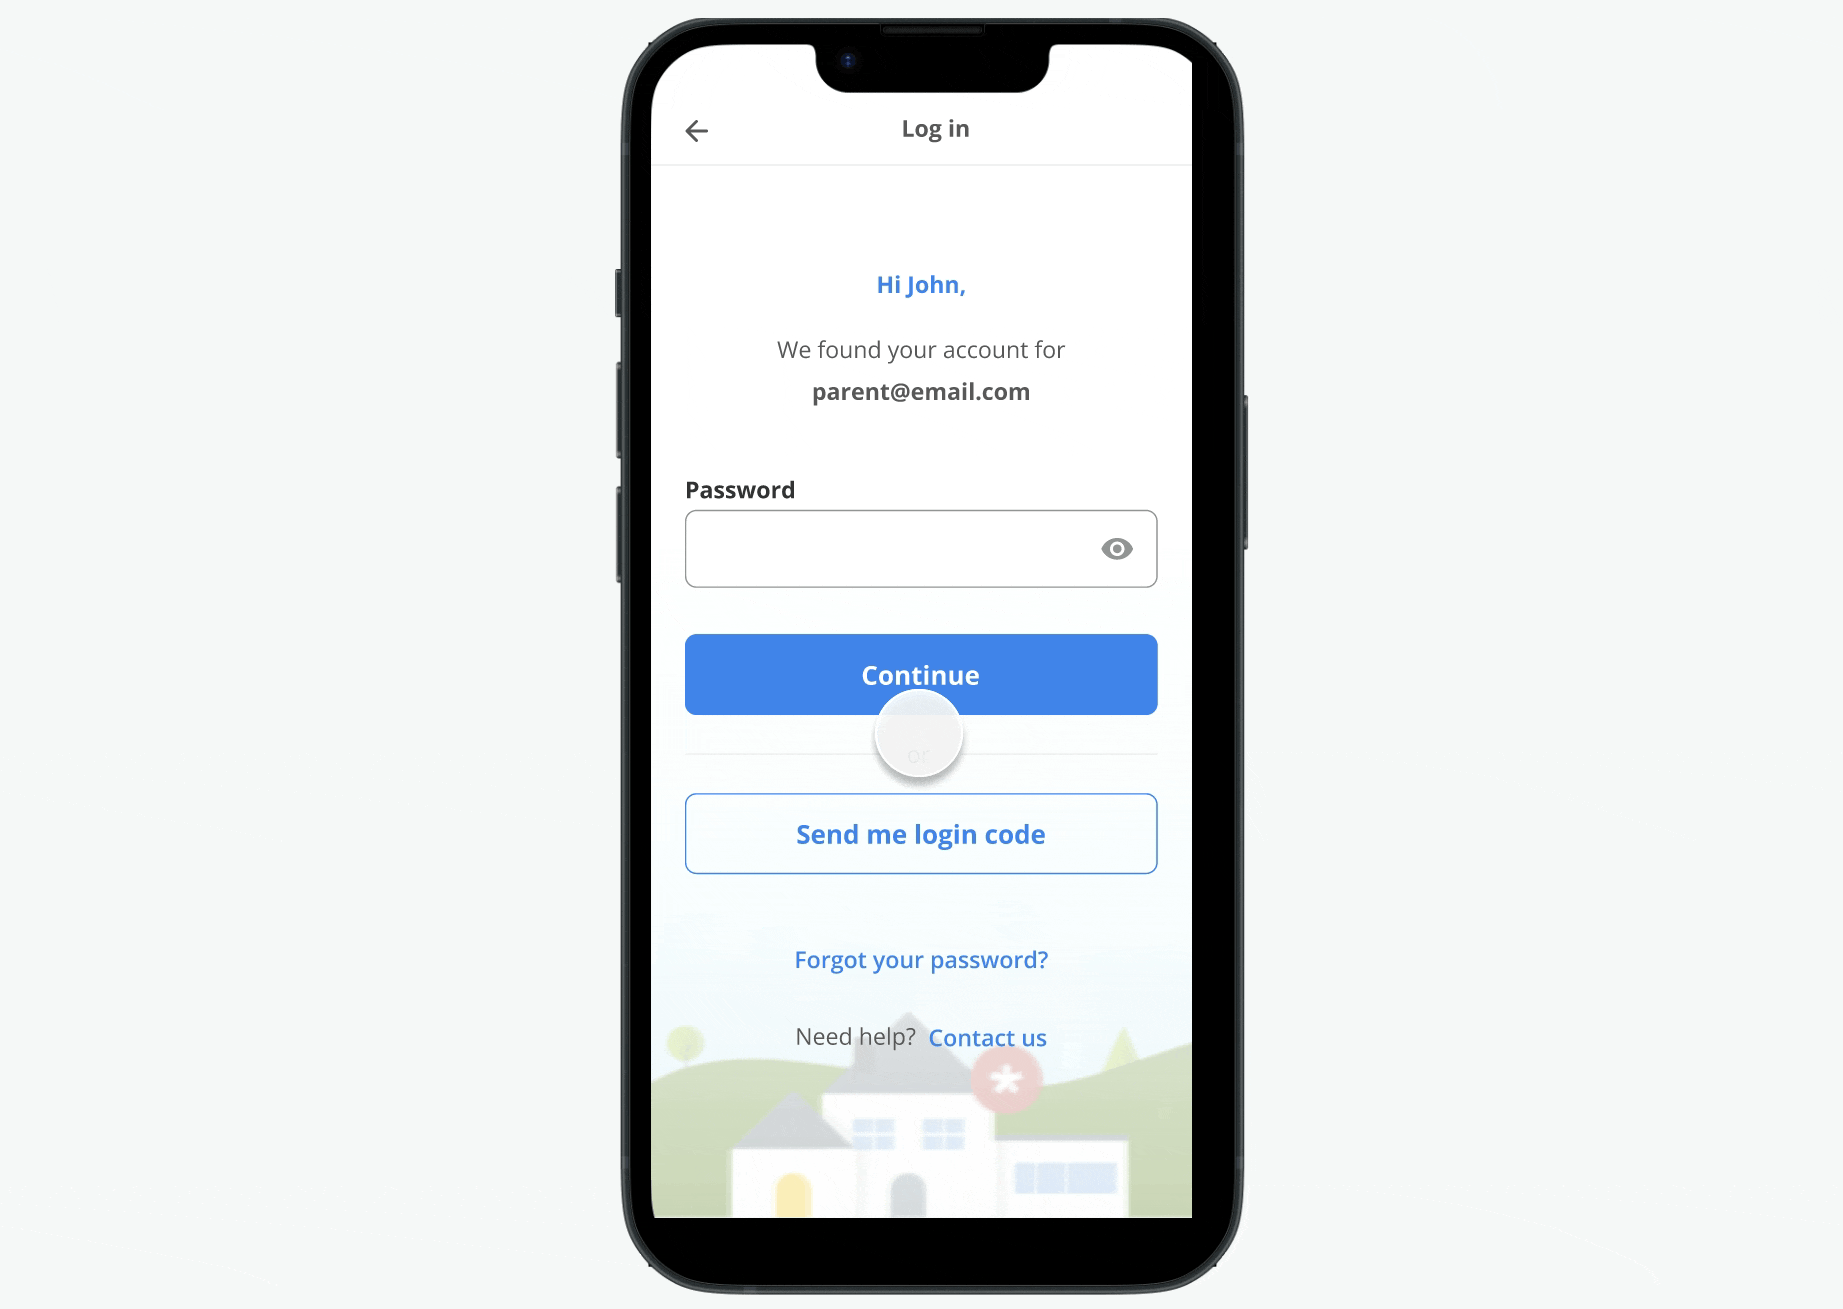 Log in
Hi John,
We found your account for
parent@email.com
Password
Continue
or
Send me login code
Forgot your password?
Need help? Contact us